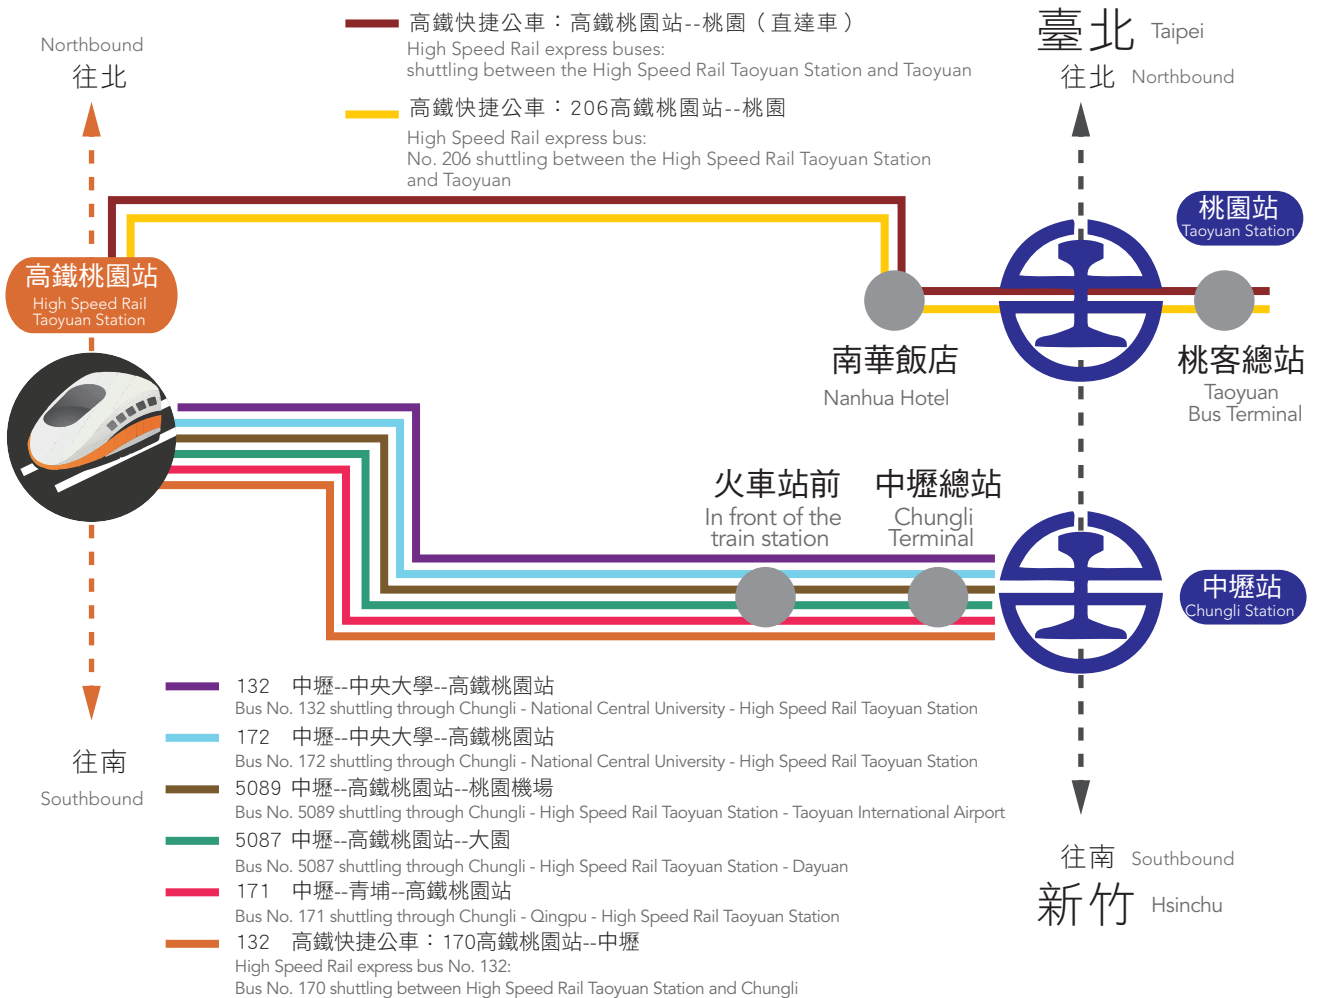 高鐵快捷公車：高鐵桃園站--桃園（直達車）
High Speed Rail express buses:
shuttling between the High Speed Rail Taoyuan Station and Taoyuan
高鐵快捷公車：206高鐵桃園站--桃園
High Speed Rail express bus:
No. 206 shuttling between the High Speed Rail Taoyuan Station
and Taoyuan
Northbound
往北
臺北 Taipei
往北 Northbound
桃園站
Taoyuan Station
高鐵桃園站
High Speed Rail
Taoyuan Station
南華飯店
Nanhua Hotel
桃客總站
Taoyuan
Bus Terminal
火車站前
In front of the
train station
中壢總站
Chungli
Terminal
中壢站
Chungli Station
往南
Southbound
132 中壢--中央大學--高鐵桃園站
Bus No. 132 shuttling through Chungli - National Central University - High Speed Rail Taoyuan Station
172 中壢--中央大學--高鐵桃園站
Bus No. 172 shuttling through Chungli - National Central University - High Speed Rail Taoyuan Station
5089 中壢--高鐵桃園站--桃園機場
Bus No. 5089 shuttling through Chungli - High Speed Rail Taoyuan Station - Taoyuan International Airport
5087 中壢--高鐵桃園站--大園
Bus No. 5087 shuttling through Chungli - High Speed Rail Taoyuan Station - Dayuan
171 中壢--青埔--高鐵桃園站
Bus No. 171 shuttling through Chungli - Qingpu - High Speed Rail Taoyuan Station
132 高鐵快捷公車：170高鐵桃園站--中壢
High Speed Rail express bus No. 132:
Bus No. 170 shuttling between High Speed Rail Taoyuan Station and Chungli
往南 Southbound
新竹 Hsinchu